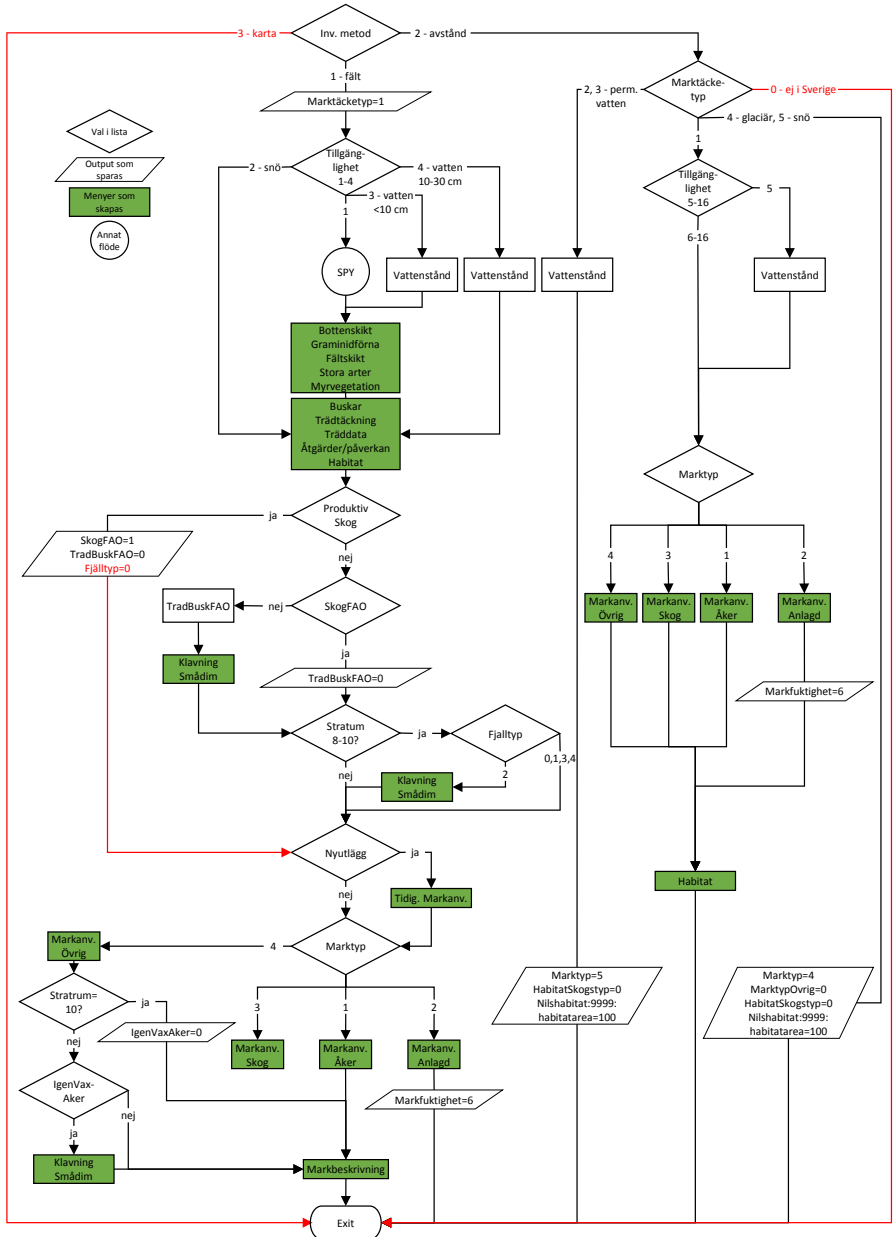 3 - karta
Inv. metod
2 - avstånd
1 - fält
Marktäcketyp=1
2, 3 - perm.
vatten
Marktäcke-
typ
0 - ej i Sverige
4 - glaciär, 5 - snö
1
Val i lista
Output som
sparas
Menyer som
skapas
Annat
flöde
2 - snö
Tillgäng-
lighet
1-4
4 - vatten
10-30 cm
3 - vatten
<10 cm
1
Tillgäng-
lighet
5-16
5
6-16
SPY
Vattenstånd
Vattenstånd
Vattenstånd
Vattenstånd
Bottenskikt
Graminidförna
Fältskikt
Stora arter
Myrvegetation
Buskar
Trädtäckning
Träddata
Åtgärder/påverkan
Habitat
Marktyp
ja
Produktiv
Skog
nej
SkogFAO=1
TradBuskFAO=0
Fjälltyp=0
4
3
1
2
Markanv.
Övrig
Markanv.
Skog
Markanv.
Åker
Markanv.
Anlagd
TradBuskFAO
nej
SkogFAO
ja
Klavning
Smådim
TradBuskFAO=0
Markfuktighet=6
Stratum
8-10?
ja
Fjalltyp
0,1,3,4
nej
2
Klavning
Smådim
Nyutlägg
ja
nej
Tidig. Markanv.
Habitat
Markanv.
Övrig
4
Marktyp
Stratrum=
10?
ja
IgenVaxAker=0
nej
3
1
2
Markanv.
Skog
Markanv.
Åker
Markanv.
Anlagd
Marktyp=5
HabitatSkogstyp=0
Nilshabitat:9999:
habitatarea=100
Marktyp=4
MarktypOvrig=0
HabitatSkogstyp=0
Nilshabitat:9999:
habitatarea=100
IgenVax-
Aker
nej
ja
Markfuktighet=6
Klavning
Smådim
Markbeskrivning
Exit